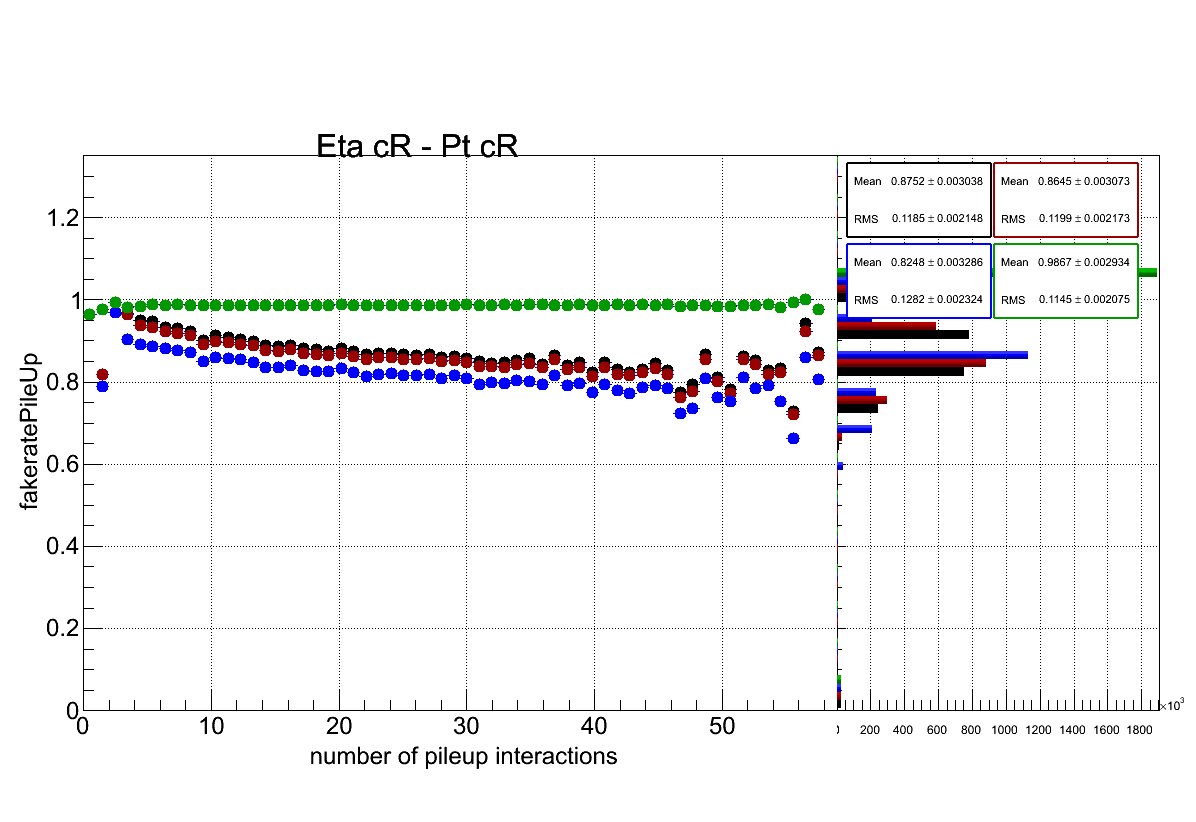 Eta cR - Pt cR
fakeratePileUp
1.2
1
0.8
0.6
0.4
0.2
0
0 10 20 30 40 50
number of pileup interactions
Mean 0.8752 ± 0.003038
RMS 0.1185 ± 0.002148
Mean 0.8645 ± 0.003073
RMS 0.1199 ± 0.002173
Mean 0.8248 ± 0.003286
RMS 0.1282 ± 0.002324
Mean 0.9867 ± 0.002934
RMS 0.1145 ± 0.002075
×10³
200 400 600 800 1000 1200 1400 1600 1800